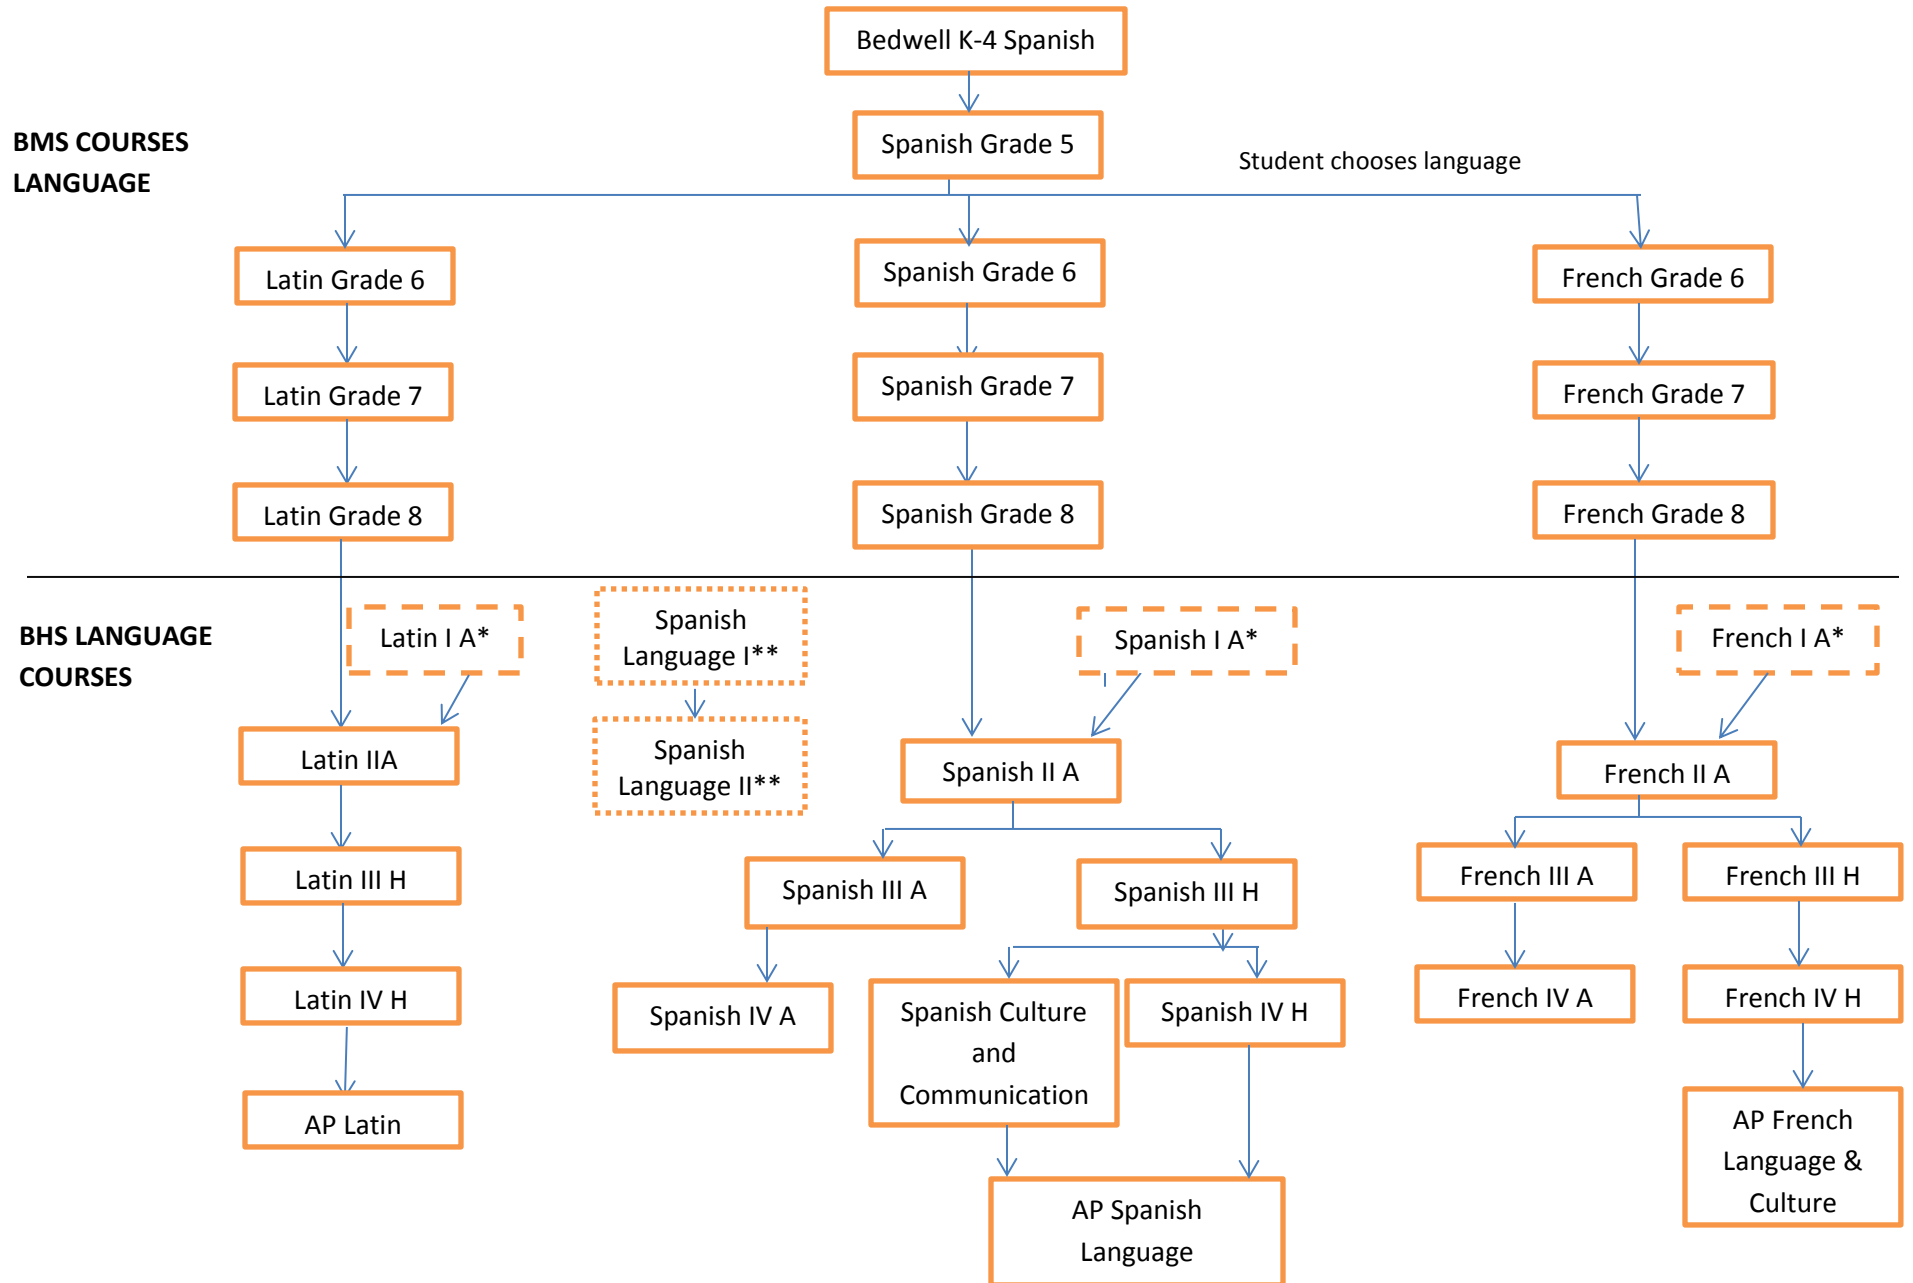 Bedwell K-4 Spanish
BMS COURSES
LANGUAGE
Spanish Grade 5
Student chooses language
Latin Grade 6
Spanish Grade 6
French Grade 6
Latin Grade 7
Spanish Grade 7
French Grade 7
Latin Grade 8
Spanish Grade 8
French Grade 8
BHS LANGUAGE
COURSES
Latin I A*
Spanish
Language I**
Spanish I A*
French I A*
Latin IIA
Spanish
Language II**
Spanish II A
French II A
Latin III H
Spanish III A
Spanish III H
French III A
French III H
Latin IV H
Spanish IV A
Spanish Culture
and
Communication
Spanish IV H
French IV A
French IV H
AP Latin
AP Spanish
Language
AP French
Language &
Culture